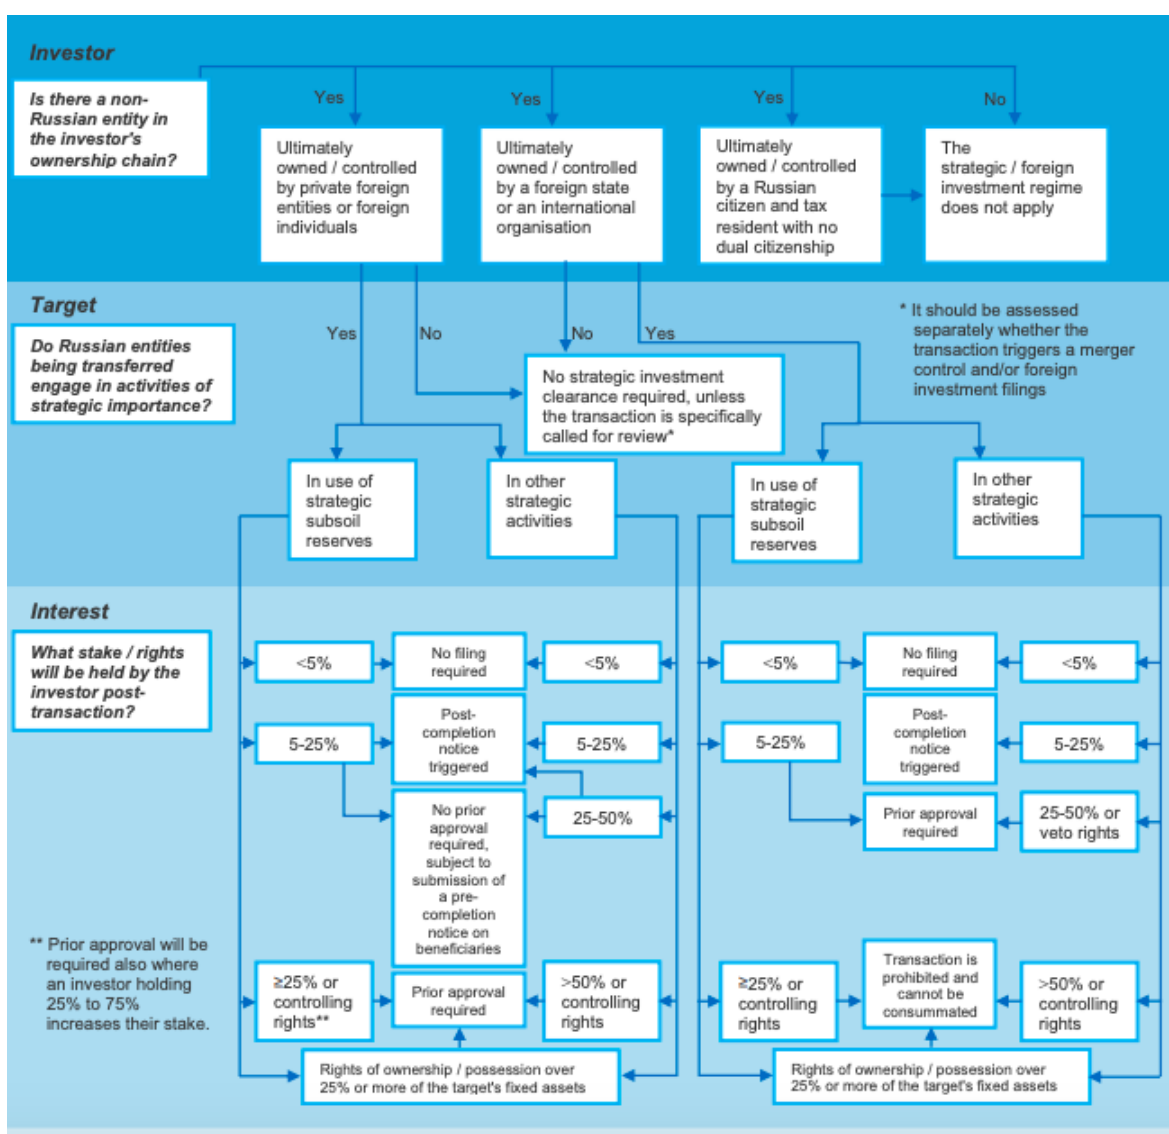 Investor
Is there a non-
Russian entity in
the investor's
ownership chain?
Yes
Yes
Yes
No
Ultimately
owned / controlled
by private foreign
entities or foreign
individuals
Ultimately
owned / controlled
by a foreign state
or an international
organisation
Ultimately
owned / controlled
by a Russian
citizen and tax
resident with no
dual citizenship
The
strategic / foreign
investment regime
does not apply
Target
Do Russian entities
being transferred
engage in activities of
strategic importance?
Yes
No
No
Yes
* It should be assessed
separately whether the
transaction triggers a merger
control and/or foreign
investment filings
No strategic investment
clearance required, unless
the transaction is specifically
called for review*
In use of
strategic
subsoil
reserves
In other
strategic
activities
In use of
strategic
subsoil
reserves
In other
strategic
activities
Interest
What stake / rights
will be held by the
investor post-
transaction?
<5%
No filing
required
<5%
<5%
No filing
required
<5%
5-25%
Post-
completion
notice
triggered
5-25%
5-25%
Post-
completion
notice
triggered
5-25%
No prior
approval
required,
subject to
submission of
a pre-
completion
notice on
beneficiaries
25-50%
Prior approval
required
25-50% or
veto rights
** Prior approval will be
required also where
an investor holding
25% to 75%
increases their stake.
≥25% or
controlling
rights**
Prior approval
required
>50% or
controlling
rights
≥25% or
controlling
rights
Transaction is
prohibited and
cannot be
consummated
>50% or
controlling
rights
Rights of ownership / possession over
25% or more of the target's fixed assets
Rights of ownership / possession over
25% or more of the target's fixed assets